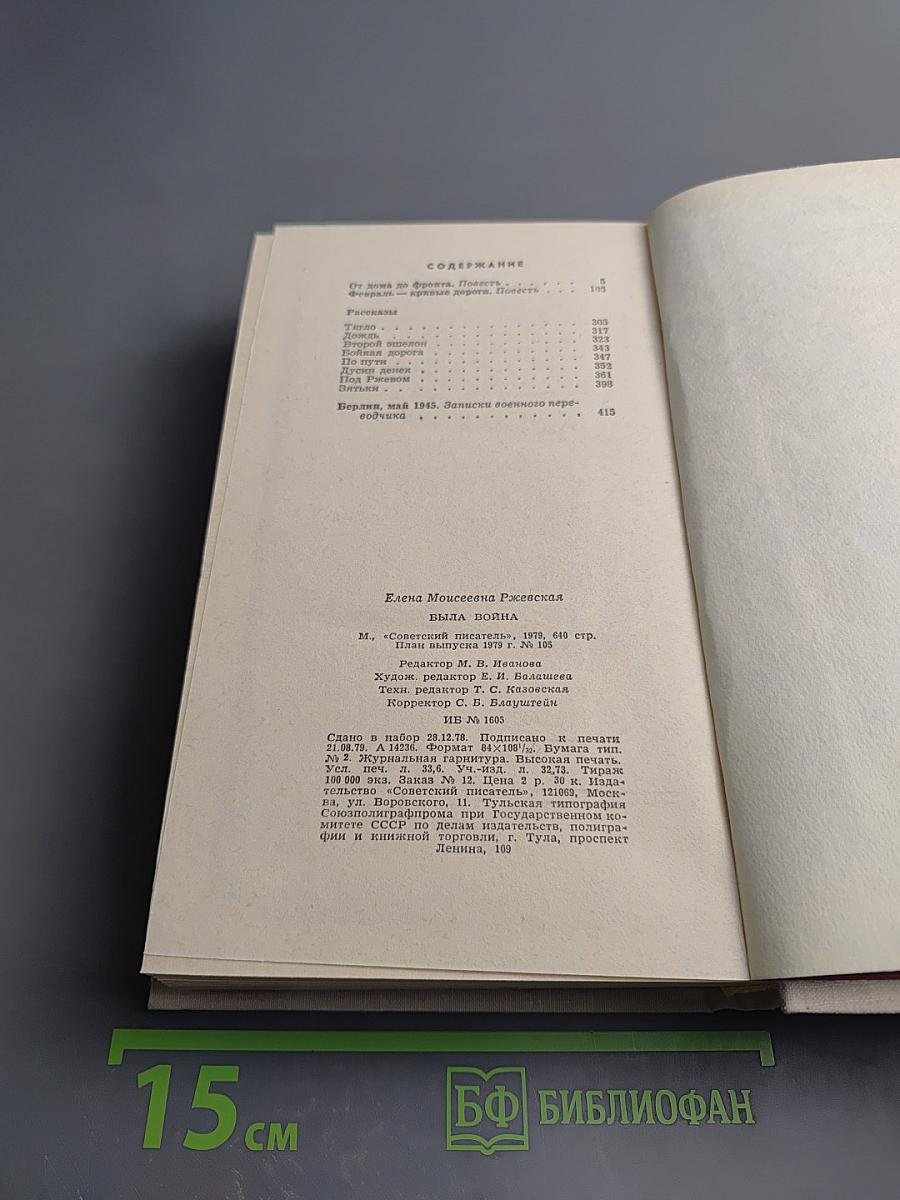 СОДЕРЖАНИЕ
От дома до фронта. Повесть . . . . . . 5
Февраль — кривые дороги. Повесть . . . 105
Рассказы
Тягло . . . . . . . . . . . . 305
Дождь . . . . . . . . . . . . 317
Второй эшелон . . . . . . . . . 323
Бойная дорога . . . . . . . . . 343
По пути . . . . . . . . . . . . 347
Дусин денек . . . . . . . . . . 352
Под Ржевом . . . . . . . . . . 361
Зятьки . . . . . . . . . . . . 398
Берлин, май 1945. Записки военного пере-
водчика . . . . . . . . . . . . 415
Елена Моисеевна Ржевская
БЫЛА ВОЙНА
М., «Советский писатель», 1979, 640 стр.
План выпуска 1979 г. № 105
Редактор М. В. Иванова
Худож. редактор Е. И. Балашева
Техн. редактор Т. С. Казовская
Корректор С. Б. Блауштейн
ИБ № 1605
Сдано в набор 28.12.78. Подписано к печати
21.08.79. А 14236. Формат 84×108¹/₃₂. Бумага тип.
№ 2. Журнальная гарнитура. Высокая печать.
Усл. печ. л. 33,6. Уч.-изд. л. 32,73. Тираж
100 000 экз. Заказ № 12. Цена 2 р. 30 к. Изда-
тельство «Советский писатель», 121069, Моск-
ва, ул. Воровского, 11. Тульская типография
Союзполиграфпрома при Государственном ко-
митете СССР по делам издательств, полигра-
фии и книжной торговли, г. Тула, проспект
Ленина, 109
15 см
БФ БИБЛИОФАН